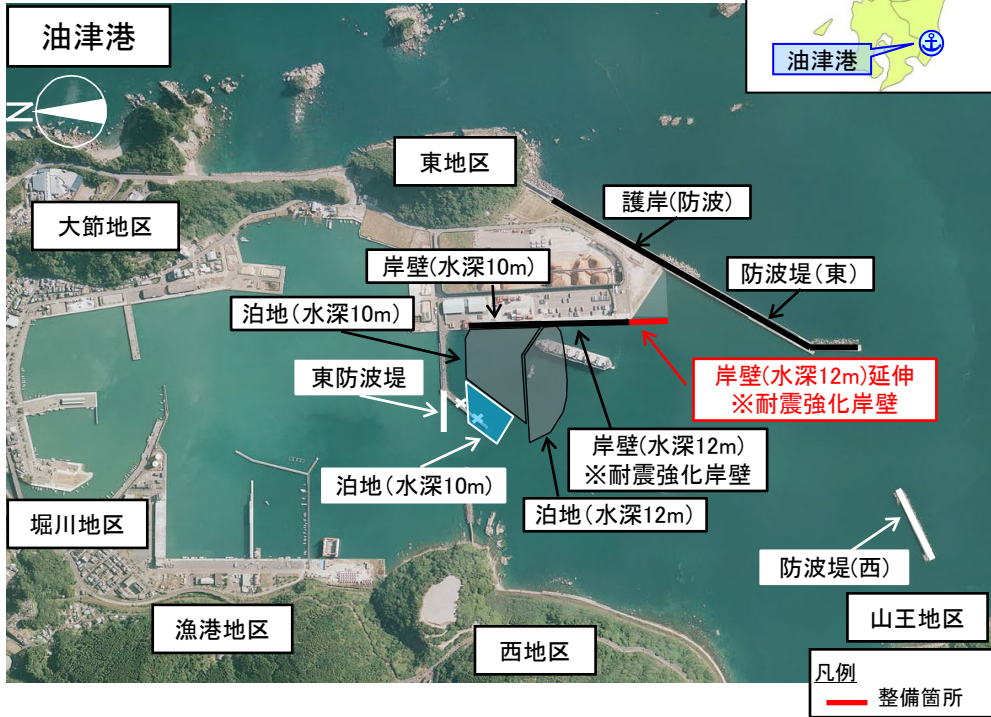 油津港
油津港
N
東地区
大節地区
護岸(防波)
岸壁(水深10m)
防波堤(東)
泊地(水深10m)
東防波堤
岸壁(水深12m)延伸
※耐震強化岸壁
岸壁(水深12m)
※耐震強化岸壁
泊地(水深10m)
泊地(水深12m)
堀川地区
防波堤(西)
漁港地区
山王地区
西地区
凡例
整備箇所